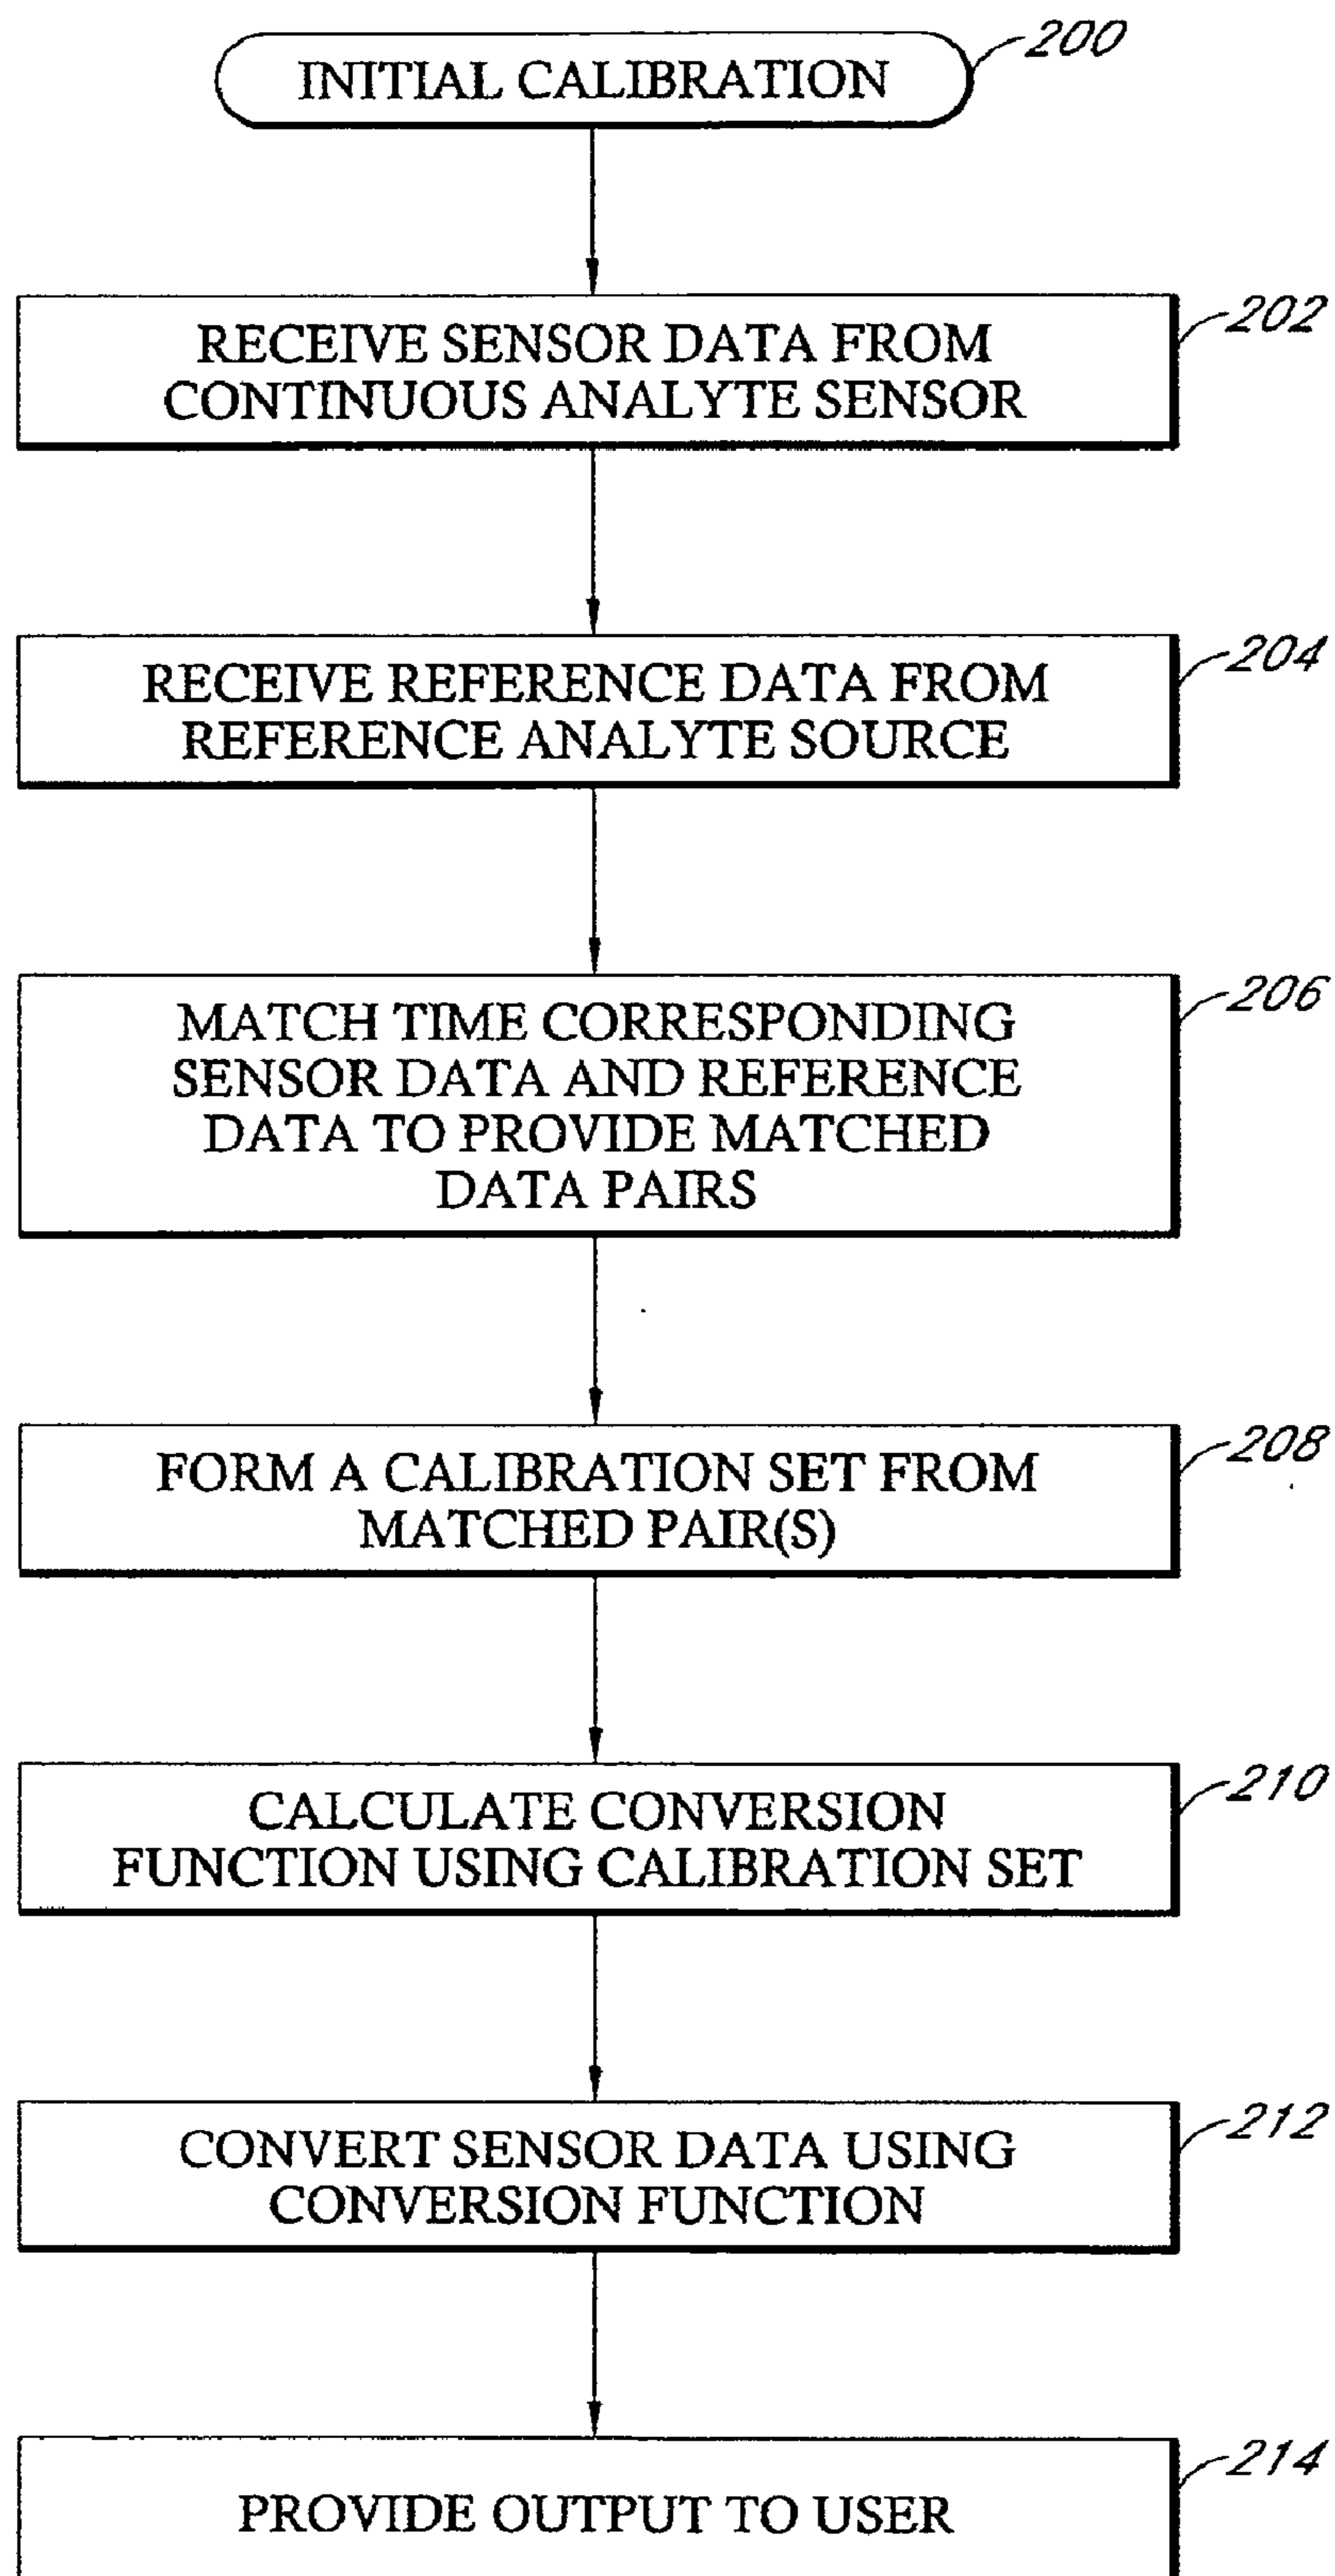 INITIAL CALIBRATION
200
RECEIVE SENSOR DATA FROM
CONTINUOUS ANALYTE SENSOR
202
RECEIVE REFERENCE DATA FROM
REFERENCE ANALYTE SOURCE
204
MATCH TIME CORRESPONDING
SENSOR DATA AND REFERENCE
DATA TO PROVIDE MATCHED
DATA PAIRS
206
FORM A CALIBRATION SET FROM
MATCHED PAIR(S)
208
CALCULATE CONVERSION
FUNCTION USING CALIBRATION SET
210
CONVERT SENSOR DATA USING
CONVERSION FUNCTION
212
PROVIDE OUTPUT TO USER
214